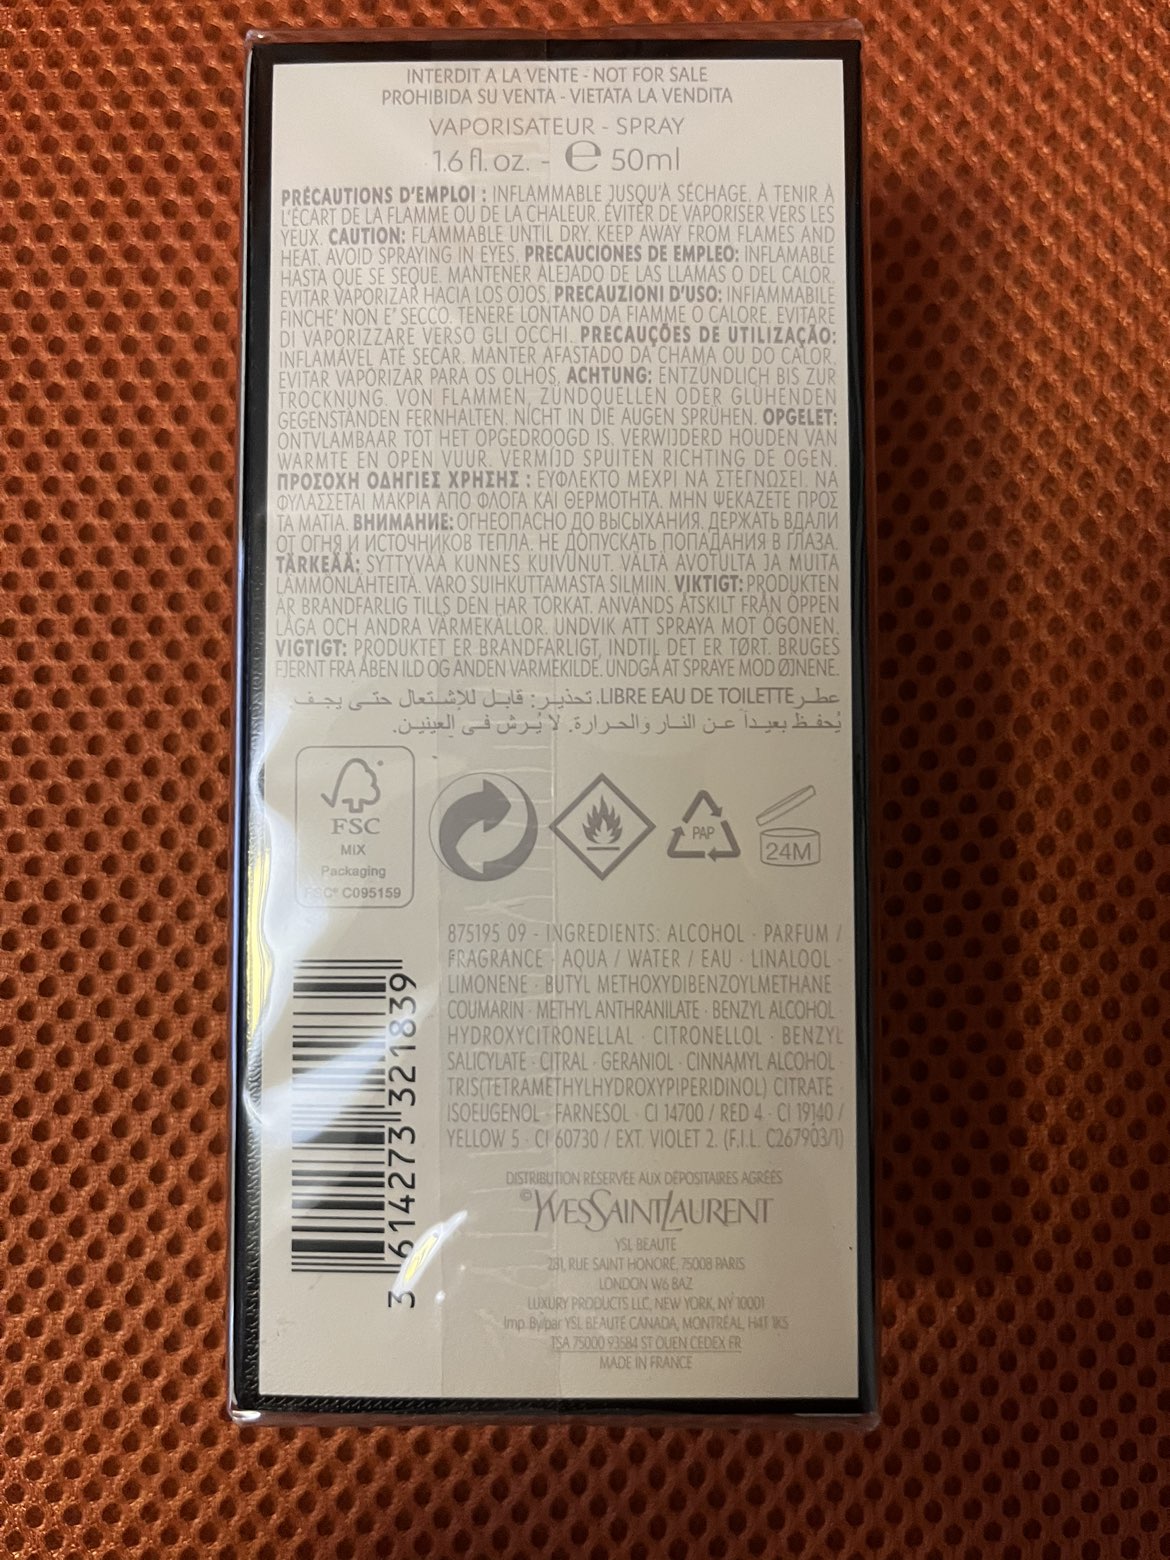 INTERDIT A LA VENTE - NOT FOR SALE
PROHIBIDA SU VENTA - VIETATA LA VENDITA
VAPORISATEUR - SPRAY
1.6 fl. oz. - ℮ 50ml
PRÉCAUTIONS D'EMPLOI : INFLAMMABLE JUSQU'À SÉCHAGE. À TENIR À
L'ÉCART DE LA FLAMME OU DE LA CHALEUR. ÉVITER DE VAPORISER VERS LES
YEUX. CAUTION: FLAMMABLE UNTIL DRY. KEEP AWAY FROM FLAMES AND
HEAT. AVOID SPRAYING IN EYES. PRECAUCIONES DE EMPLEO: INFLAMABLE
HASTA QUE SE SEQUE. MANTENER ALEJADO DE LAS LLAMAS O DEL CALOR.
EVITAR VAPORIZAR HACIA LOS OJOS. PRECAUZIONI D'USO: INFIAMMABILE
FINCHE' NON E' SECCO. TENERE LONTANO DA FIAMME O CALORE. EVITARE
DI VAPORIZZARE VERSO GLI OCCHI. PRECAUÇÕES DE UTILIZAÇÃO:
INFLAMÁVEL ATÉ SECAR. MANTER AFASTADO DA CHAMA OU DO CALOR.
EVITAR VAPORIZAR PARA OS OLHOS. ACHTUNG: ENTZÜNDLICH BIS ZUR
TROCKNUNG. VON FLAMMEN, ZÜNDQUELLEN ODER GLÜHENDEN
GEGENSTÄNDEN FERNHALTEN. NICHT IN DIE AUGEN SPRÜHEN. OPGELET:
ONTVLAMBAAR TOT HET OPGEDROOGD IS. VERWIJDERD HOUDEN VAN
WARMTE EN OPEN VUUR. VERMIJD SPUITEN RICHTING DE OGEN.
ΠΡΟΣΟΧΗ ΟΔΗΓΙΕΣ ΧΡΗΣΗΣ : ΕΥΦΛΕΚΤΟ ΜΕΧΡΙ ΝΑ ΣΤΕΓΝΩΣΕΙ. ΝΑ
ΦΥΛΑΣΣΕΤΑΙ ΜΑΚΡΙΑ ΑΠΟ ΦΛΟΓΑ ΚΑΙ ΘΕΡΜΟΤΗΤΑ. ΜΗΝ ΨΕΚΑΖΕΤΕ ΠΡΟΣ
ΤΑ ΜΑΤΙΑ. ВНИМАНИЕ: ОГНЕОПАСНО ДО ВЫСЫХАНИЯ. ДЕРЖАТЬ ВДАЛИ
ОТ ОГНЯ И ИСТОЧНИКОВ ТЕПЛА. НЕ ДОПУСКАТЬ ПОПАДАНИЯ В ГЛАЗА.
TÄRKEÄÄ: SYTTYVÄÄ KUNNES KUIVUNUT. VÄLTÄ AVOTULTA JA MUITA
LÄMMÖNLÄHTEITÄ. VARO SUIHKUTTAMASTA SILMIIN. VIKTIGT: PRODUKTEN
ÄR BRANDFARLIG TILLS DEN HAR TORKAT. ANVÄNDS ÅTSKILT FRÅN ÖPPEN
LÅGA OCH ANDRA VÄRMEKÄLLOR. UNDVIK ATT SPRAYA MOT ÖGONEN.
VIGTIGT: PRODUKTET ER BRANDFARLIGT, INDTIL DET ER TØRT. BRUGES
FJERNT FRA ÅBEN ILD OG ANDEN VARMEKILDE. UNDGÅ AT SPRAYE MOD ØJNENE.
عطر LIBRE EAU DE TOILETTE. تحذير: قابل للإشتعال حتى يجف.
يُحفظ بعيداً عن النار والحرارة. لا يُرش في العينين.
FSC
MIX
Packaging
FSC® C095159
PAP
24M
875195 09 - INGREDIENTS: ALCOHOL · PARFUM /
FRAGRANCE · AQUA / WATER / EAU · LINALOOL ·
LIMONENE · BUTYL METHOXYDIBENZOYLMETHANE
COUMARIN · METHYL ANTHRANILATE · BENZYL ALCOHOL
HYDROXYCITRONELLAL · CITRONELLOL · BENZYL
SALICYLATE · CITRAL · GERANIOL · CINNAMYL ALCOHOL
TRIS(TETRAMETHYLHYDROXYPIPERIDINOL) CITRATE ·
ISOEUGENOL · FARNESOL · CI 14700 / RED 4 · CI 19140 /
YELLOW 5 · CI 60730 / EXT. VIOLET 2. (F.I.L. C267903/1)
3 614273 321839
DISTRIBUTION RÉSERVÉE AUX DÉPOSITAIRES AGRÉÉS
©YVESSAINTLAURENT
YSL BEAUTÉ
281, RUE SAINT HONORÉ, 75008 PARIS
LONDON W6 8AZ
LUXURY PRODUCTS LLC, NEW YORK, NY 10001
Imp. By/par YSL BEAUTÉ CANADA, MONTRÉAL, H4T 1K5
TSA 75000 93584 ST OUEN CEDEX FR
MADE IN FRANCE